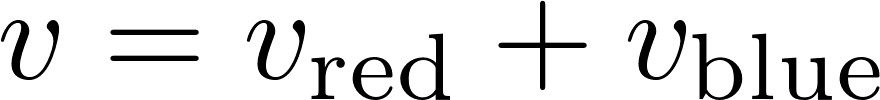 v = v_red + v_blue